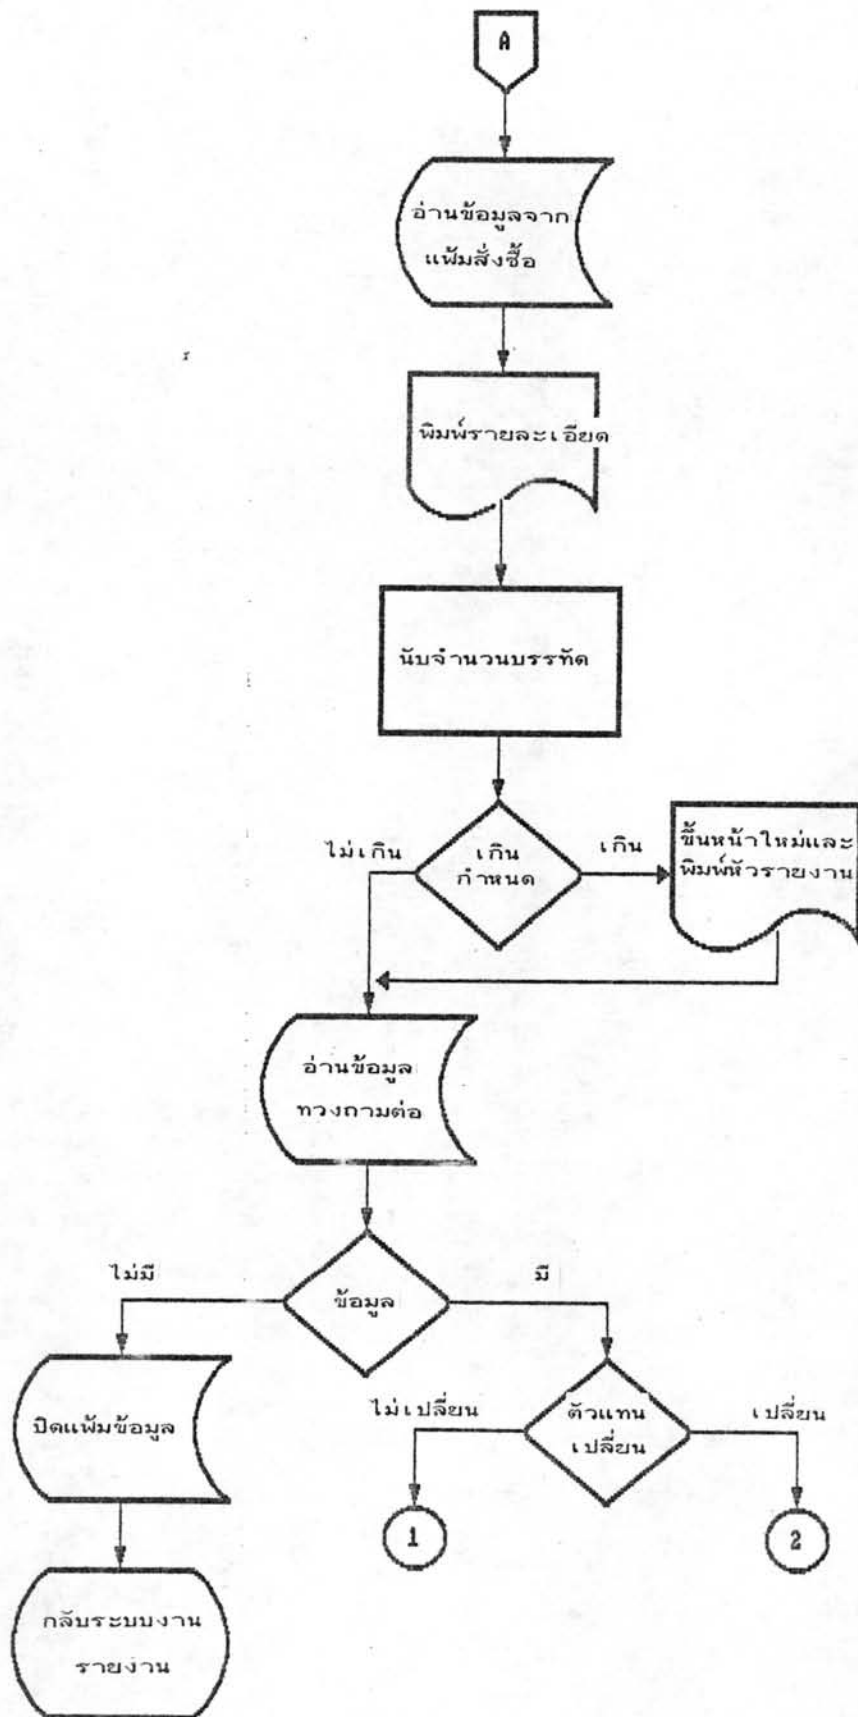 A
อ่านข้อมูลจาก
แฟ้มสั่งซื้อ
พิมพ์รายละเอียด
นับจำนวนบรรทัด
ไม่เกิน
เกิน
กำหนด
เกิน
ขึ้นหน้าใหม่และ
พิมพ์หัวรายงาน
อ่านข้อมูล
ทวงถามต่อ
ไม่มี
ข้อมูล
มี
ปิดแฟ้มข้อมูล
ไม่เปลี่ยน
ตัวแทน
เปลี่ยน
เปลี่ยน
1
2
กลับระบบงาน
รายงาน